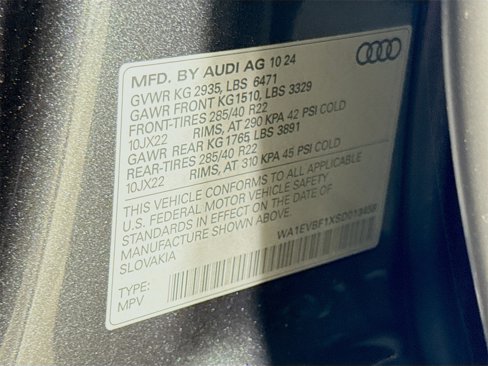 MFD. BY AUDI AG 10 24
GVWR KG 2935, LBS 6471
GAWR FRONT KG1510, LBS 3329
FRONT-TIRES 285/40 R22
10JX22 RIMS, AT 290 KPA 42 PSI COLD
GAWR REAR KG 1765, LBS 3891
REAR-TIRES 285/40 R22
10JX22 RIMS, AT 310 KPA 45 PSI COLD
THIS VEHICLE CONFORMS TO ALL APPLICABLE
U.S. FEDERAL MOTOR VEHICLE SAFETY
STANDARDS IN EFFECT ON THE DATE OF
MANUFACTURE SHOWN ABOVE.
SLOVAKIA
WA1EVBF1XSD013458
TYPE:
MPV